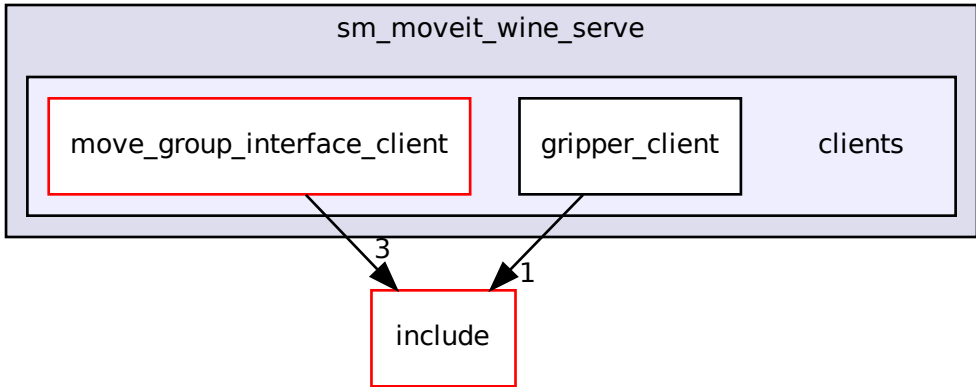 sm_moveit_wine_serve
move_group_interface_client
gripper_client
clients
3
1
include